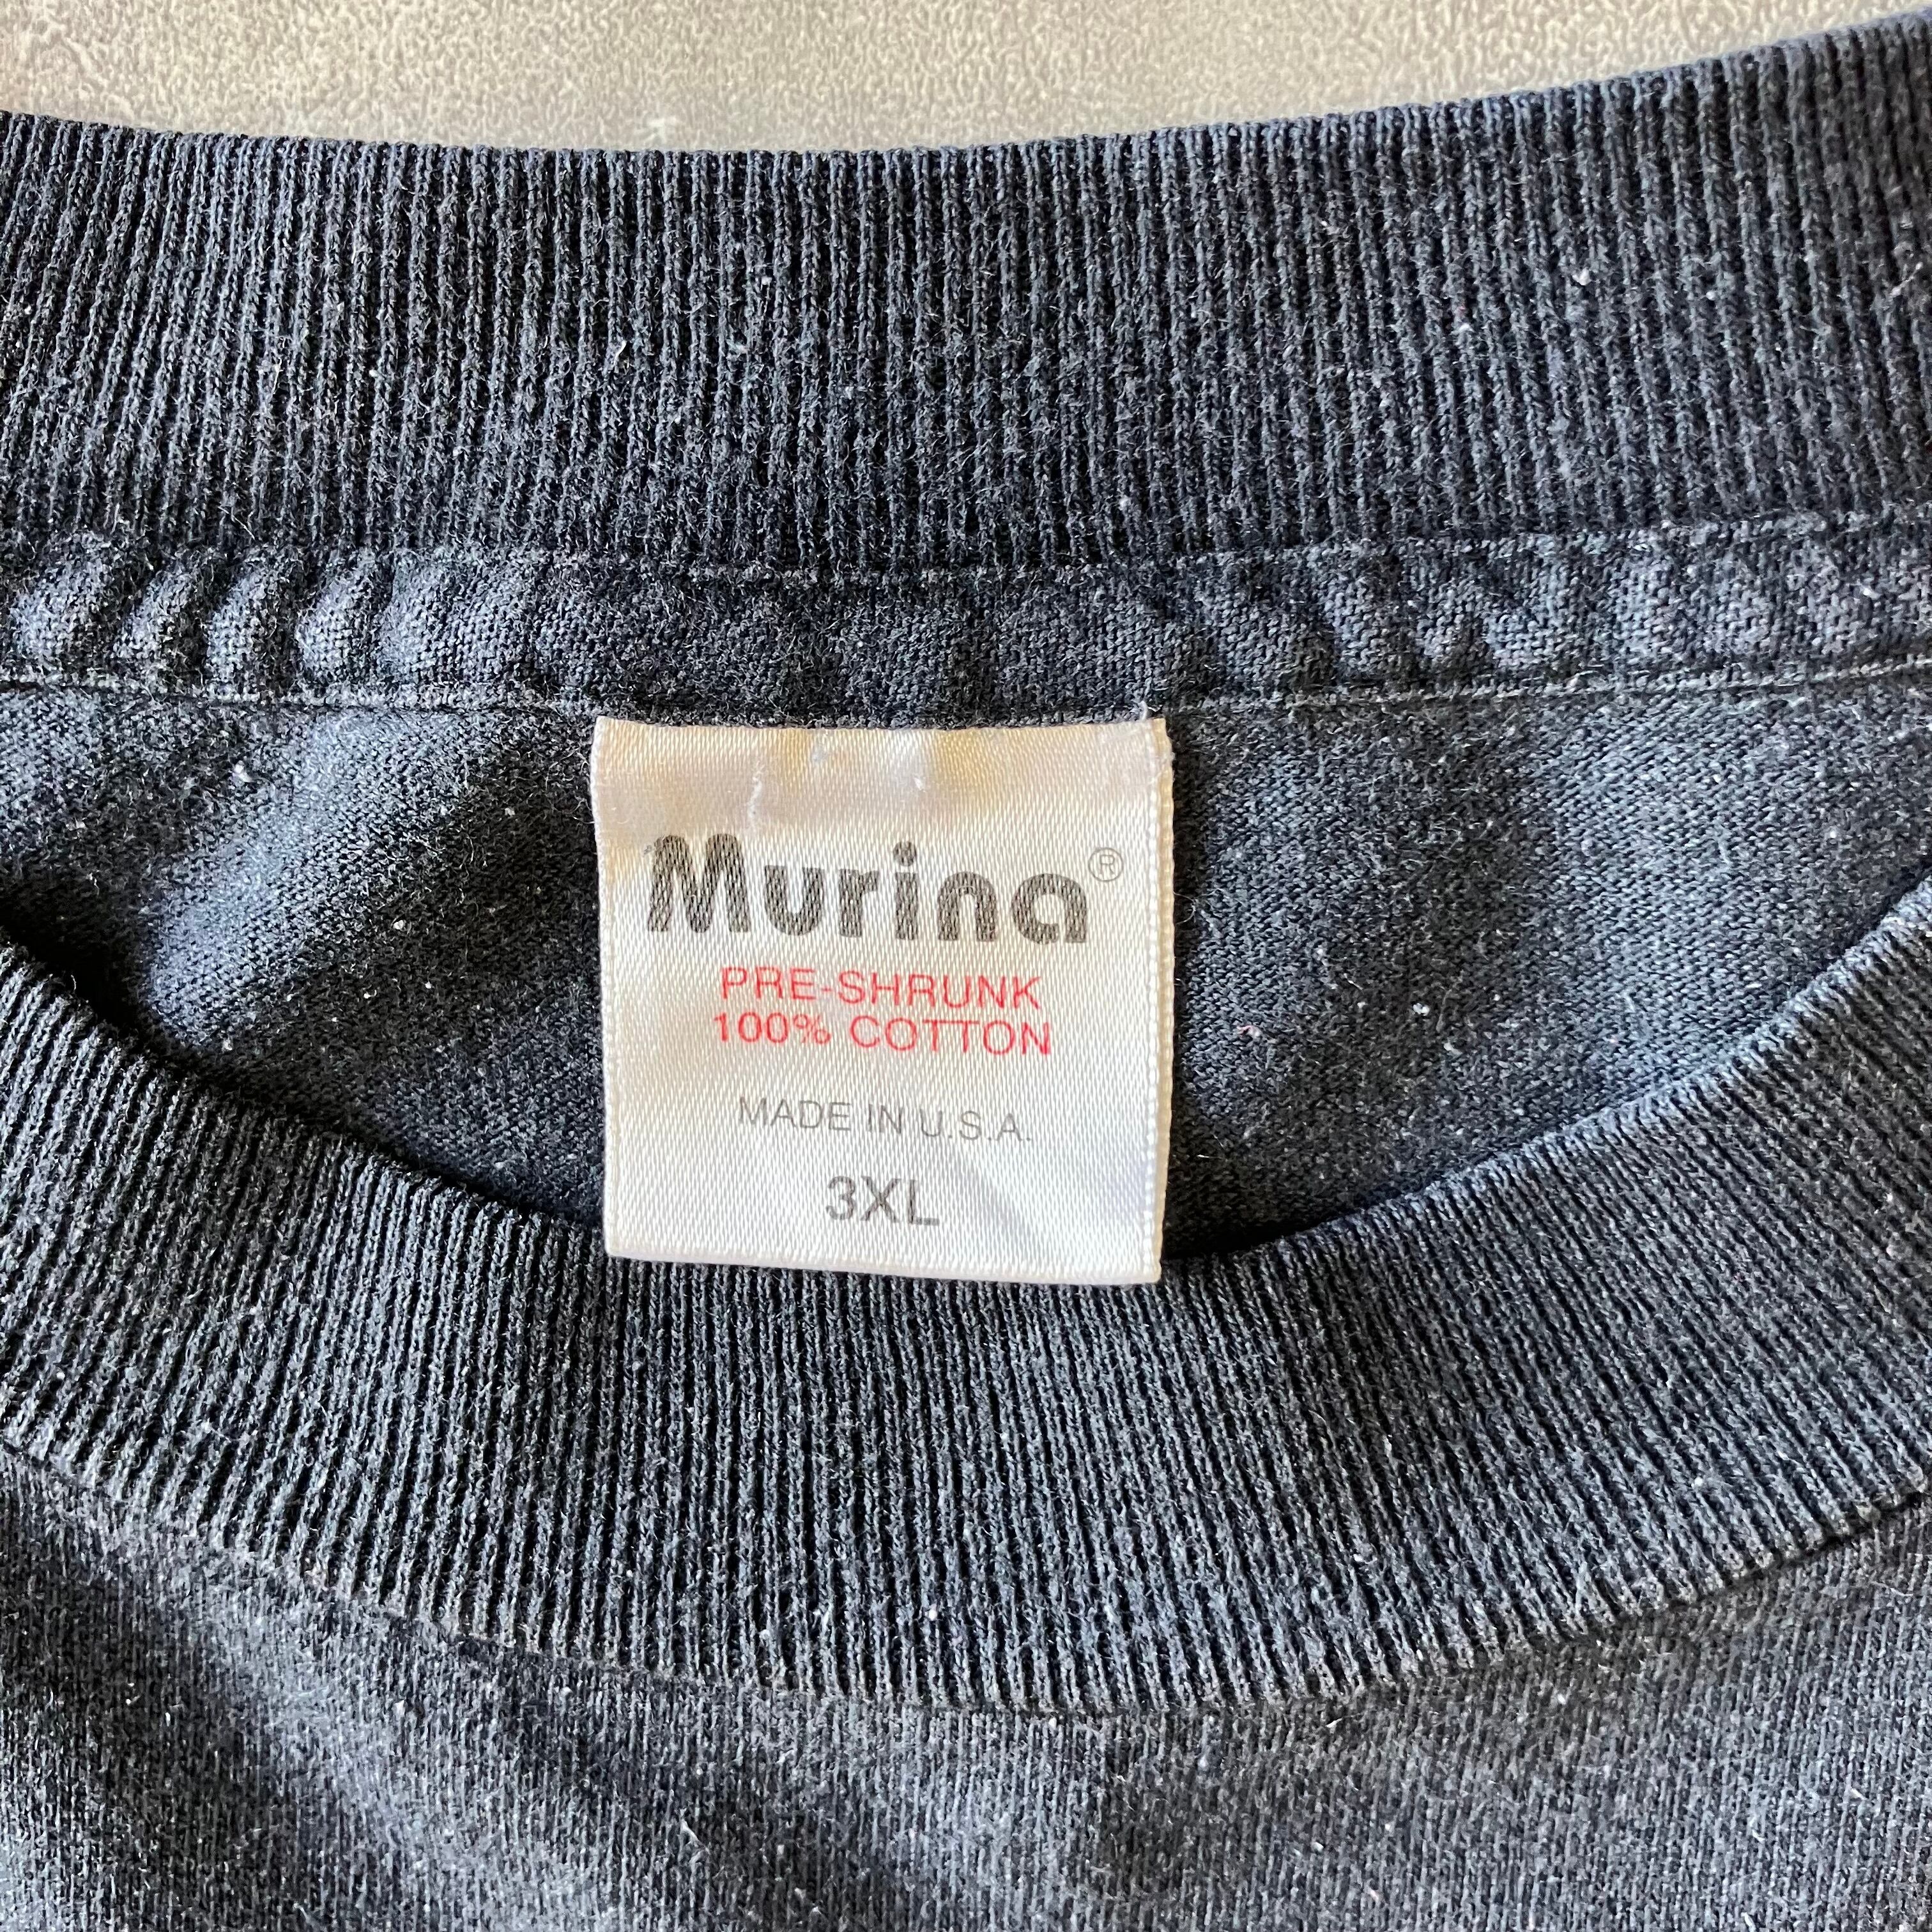 Murina®
PRE-SHRUNK
100% COTTON
MADE IN U.S.A.
3XL